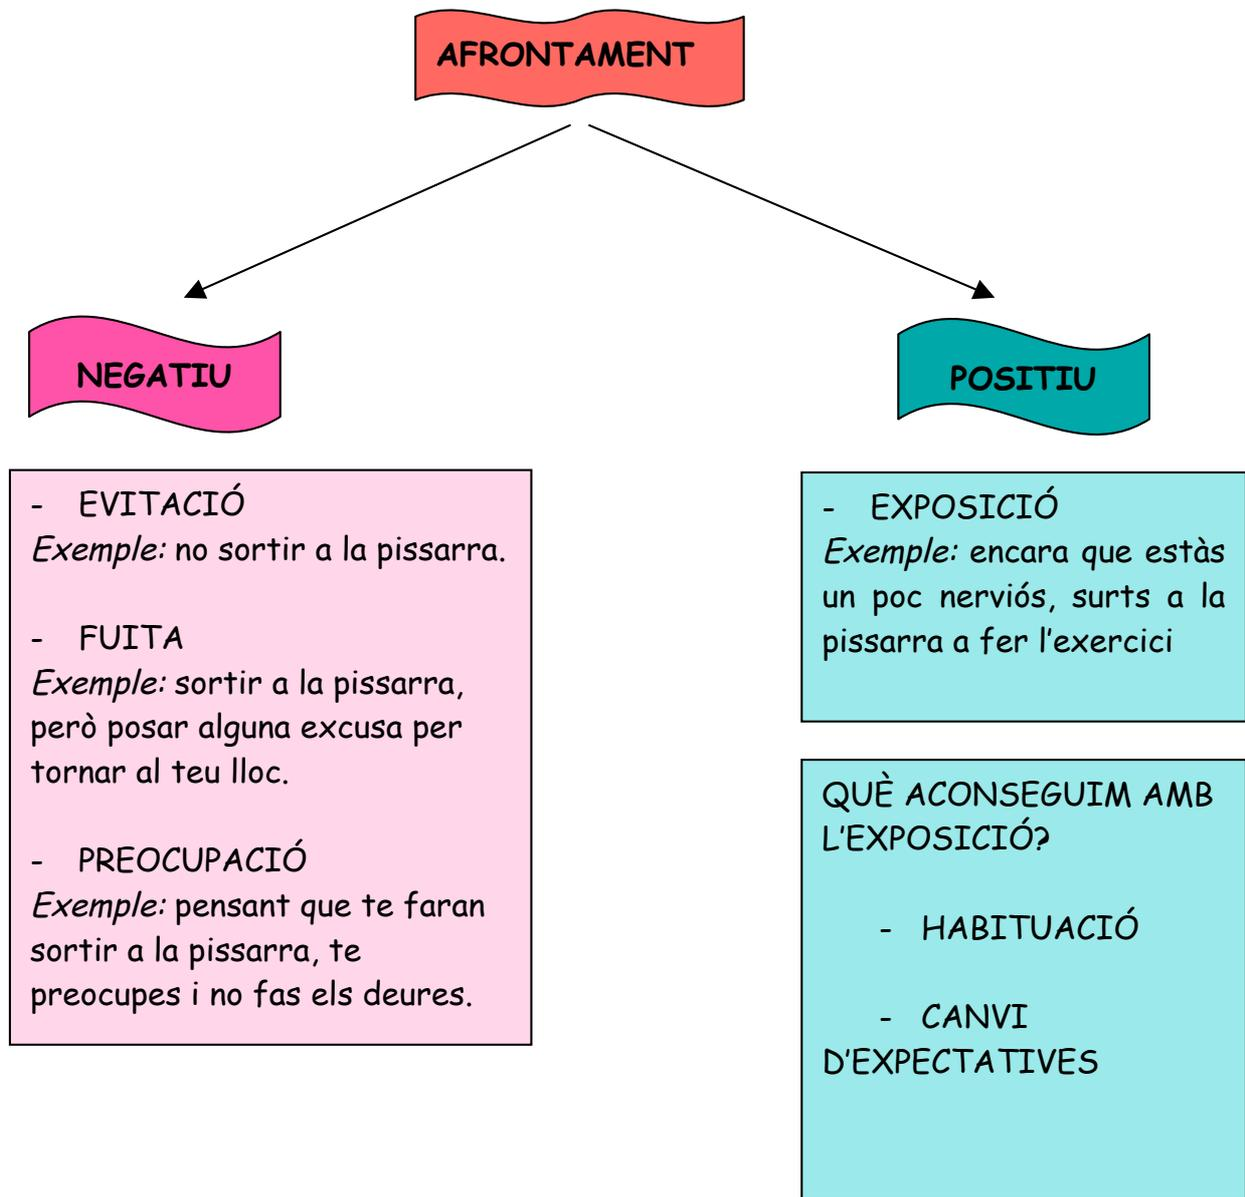 AFRONTAMENT
NEGATIU
- EVITACIÓ
Exemple: no sortir a la pissarra.
- FUITA
Exemple: sortir a la pissarra,
però posar alguna excusa per
tornar al teu lloc.
- PREOCUPACIÓ
Exemple: pensant que te faran
sortir a la pissarra, te
preocupes i no fas els deures.
POSITIU
- EXPOSICIÓ
Exemple: encara que estàs
un poc nerviós, surts a la
pissarra a fer l'exercici
QUÈ ACONSEGUIM AMB
L'EXPOSICIÓ?
- HABITUACIÓ
- CANVI
D'EXPECTATIVES